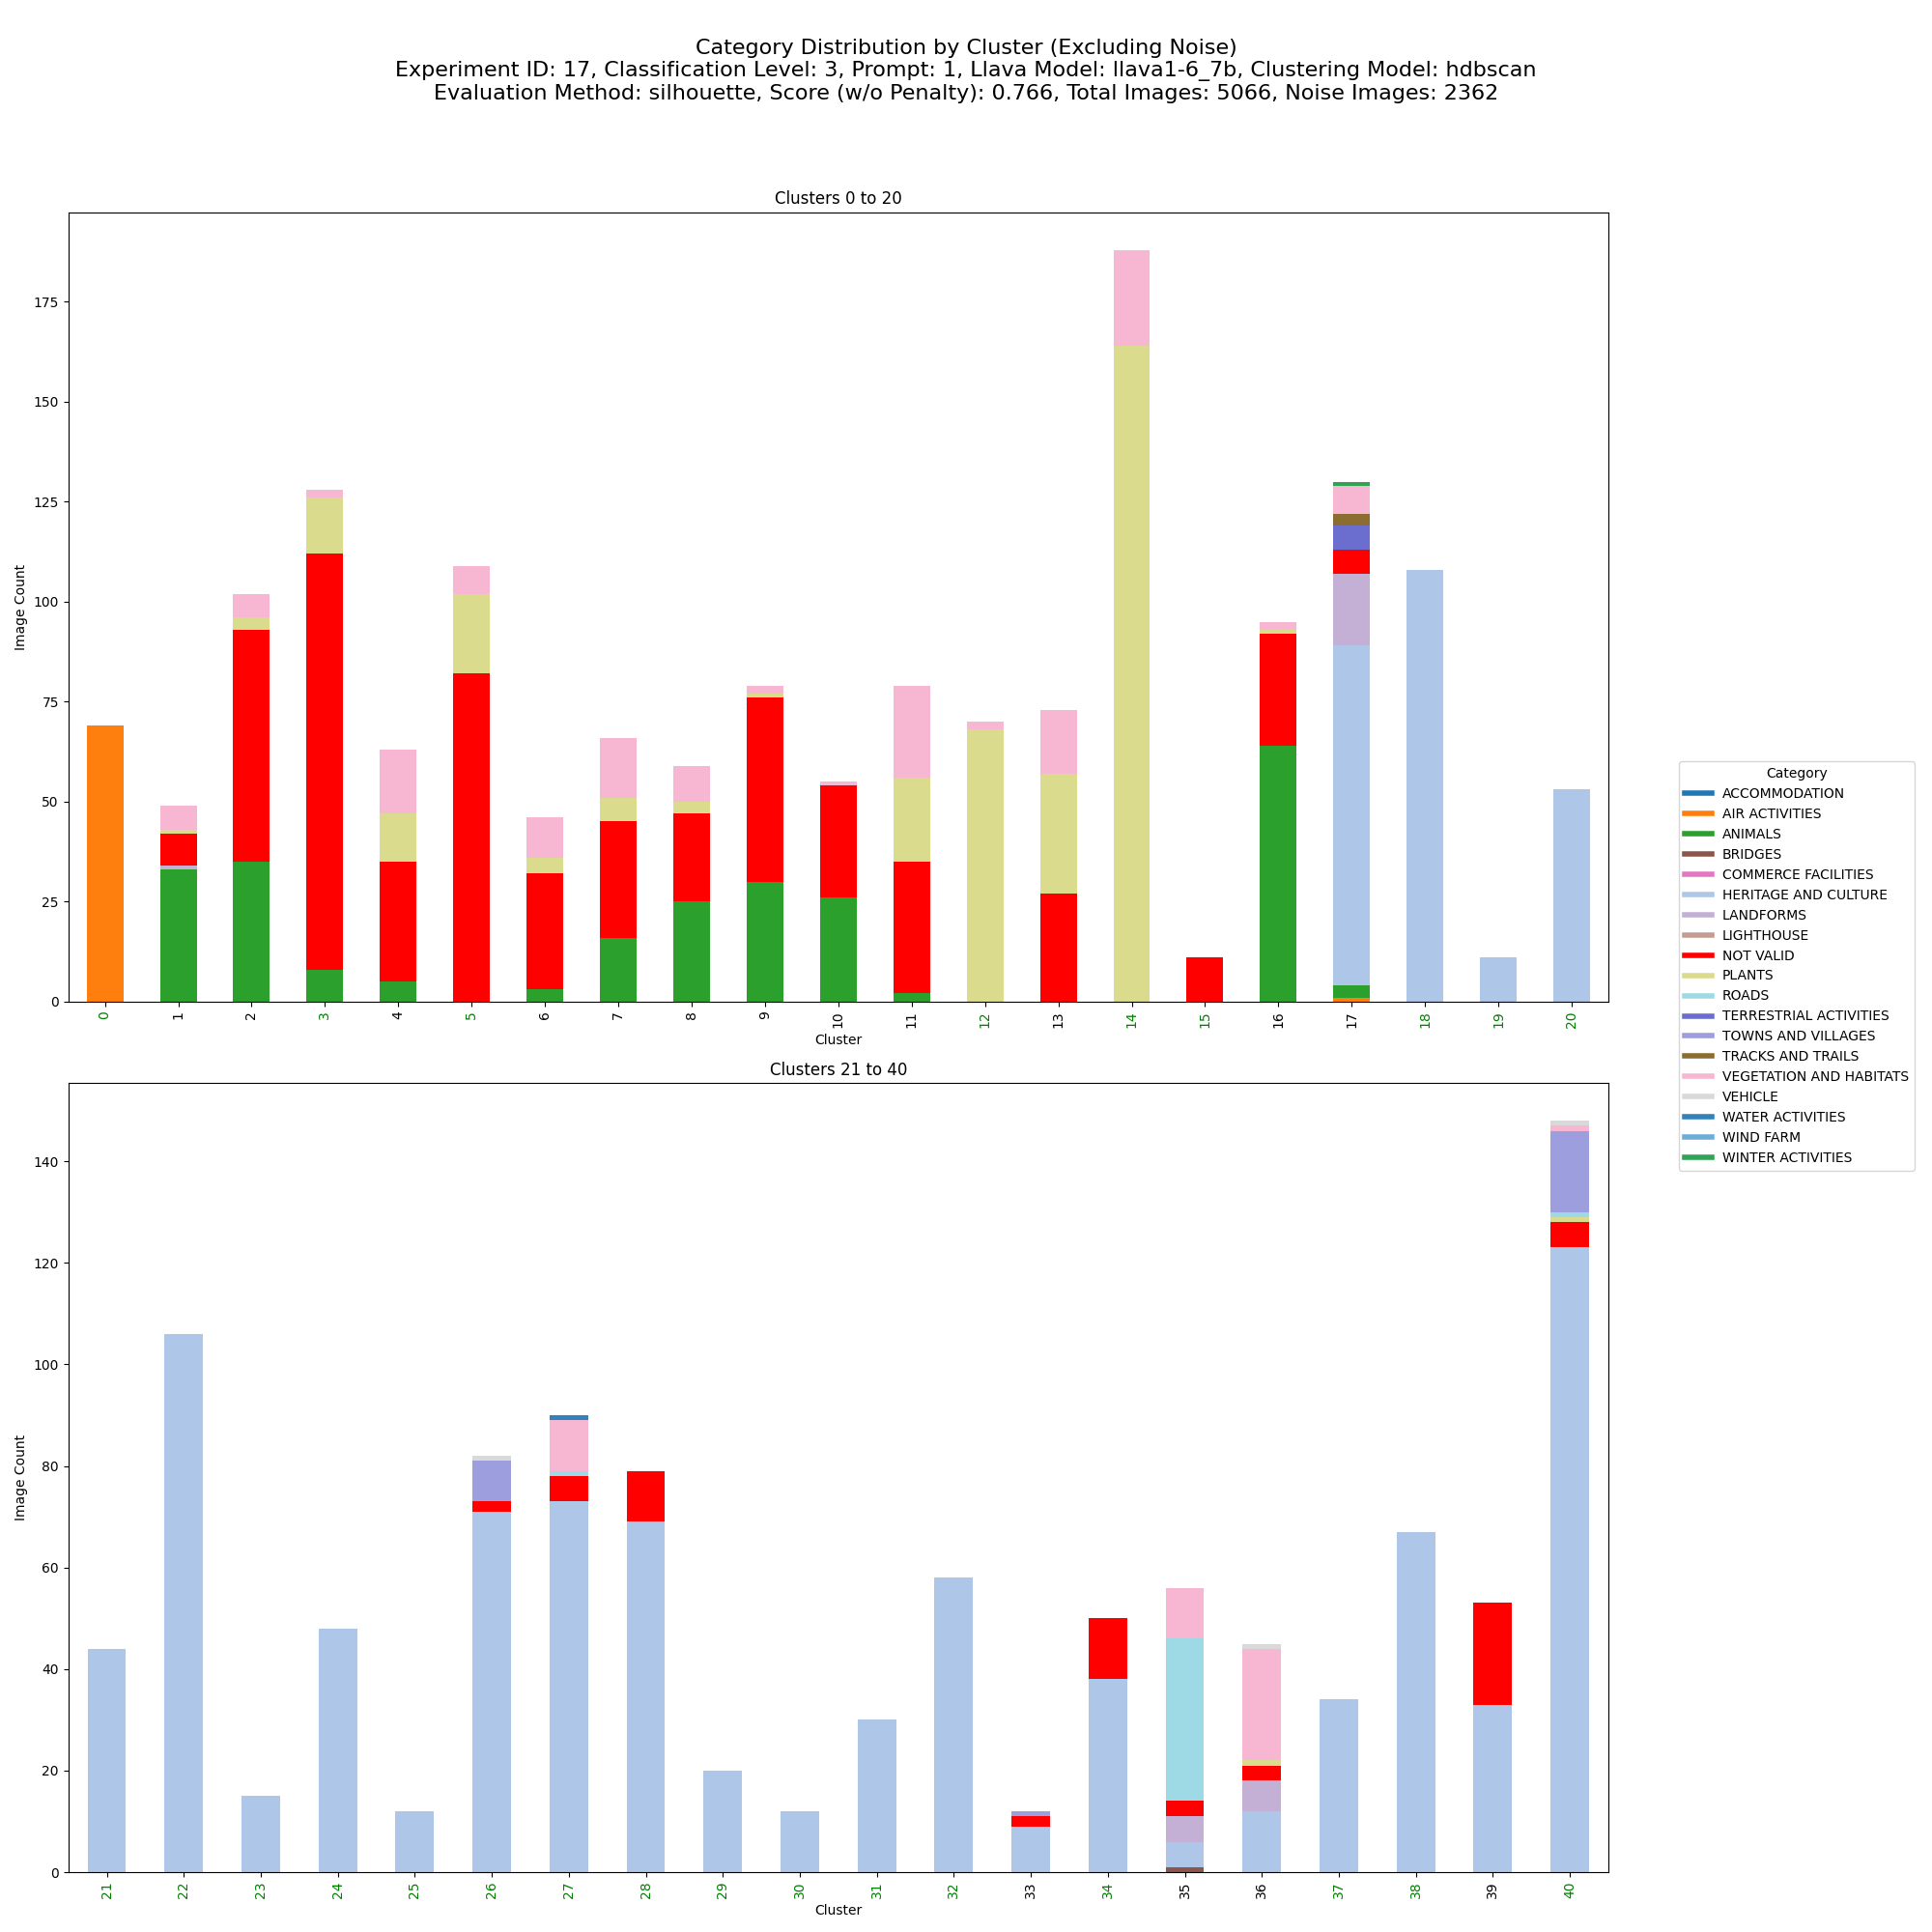 Category Distribution by Cluster (Excluding Noise)
Experiment ID: 17, Classification Level: 3, Prompt: 1, Llava Model: llava1-6_7b, Clustering Model: hdbscan
Evaluation Method: silhouette, Score (w/o Penalty): 0.766, Total Images: 5066, Noise Images: 2362
Clusters 0 to 20
Image Count
175
150
125
100
75
50
25
0
0 1 2 3 4 5 6 7 8 9 10 11 12 13 14 15 16 17 18 19 20
Cluster
Clusters 21 to 40
Image Count
140
120
100
80
60
40
20
0
21 22 23 24 25 26 27 28 29 30 31 32 33 34 35 36 37 38 39 40
Cluster
Category
ACCOMMODATION
AIR ACTIVITIES
ANIMALS
BRIDGES
COMMERCE FACILITIES
HERITAGE AND CULTURE
LANDFORMS
LIGHTHOUSE
NOT VALID
PLANTS
ROADS
TERRESTRIAL ACTIVITIES
TOWNS AND VILLAGES
TRACKS AND TRAILS
VEGETATION AND HABITATS
VEHICLE
WATER ACTIVITIES
WIND FARM
WINTER ACTIVITIES